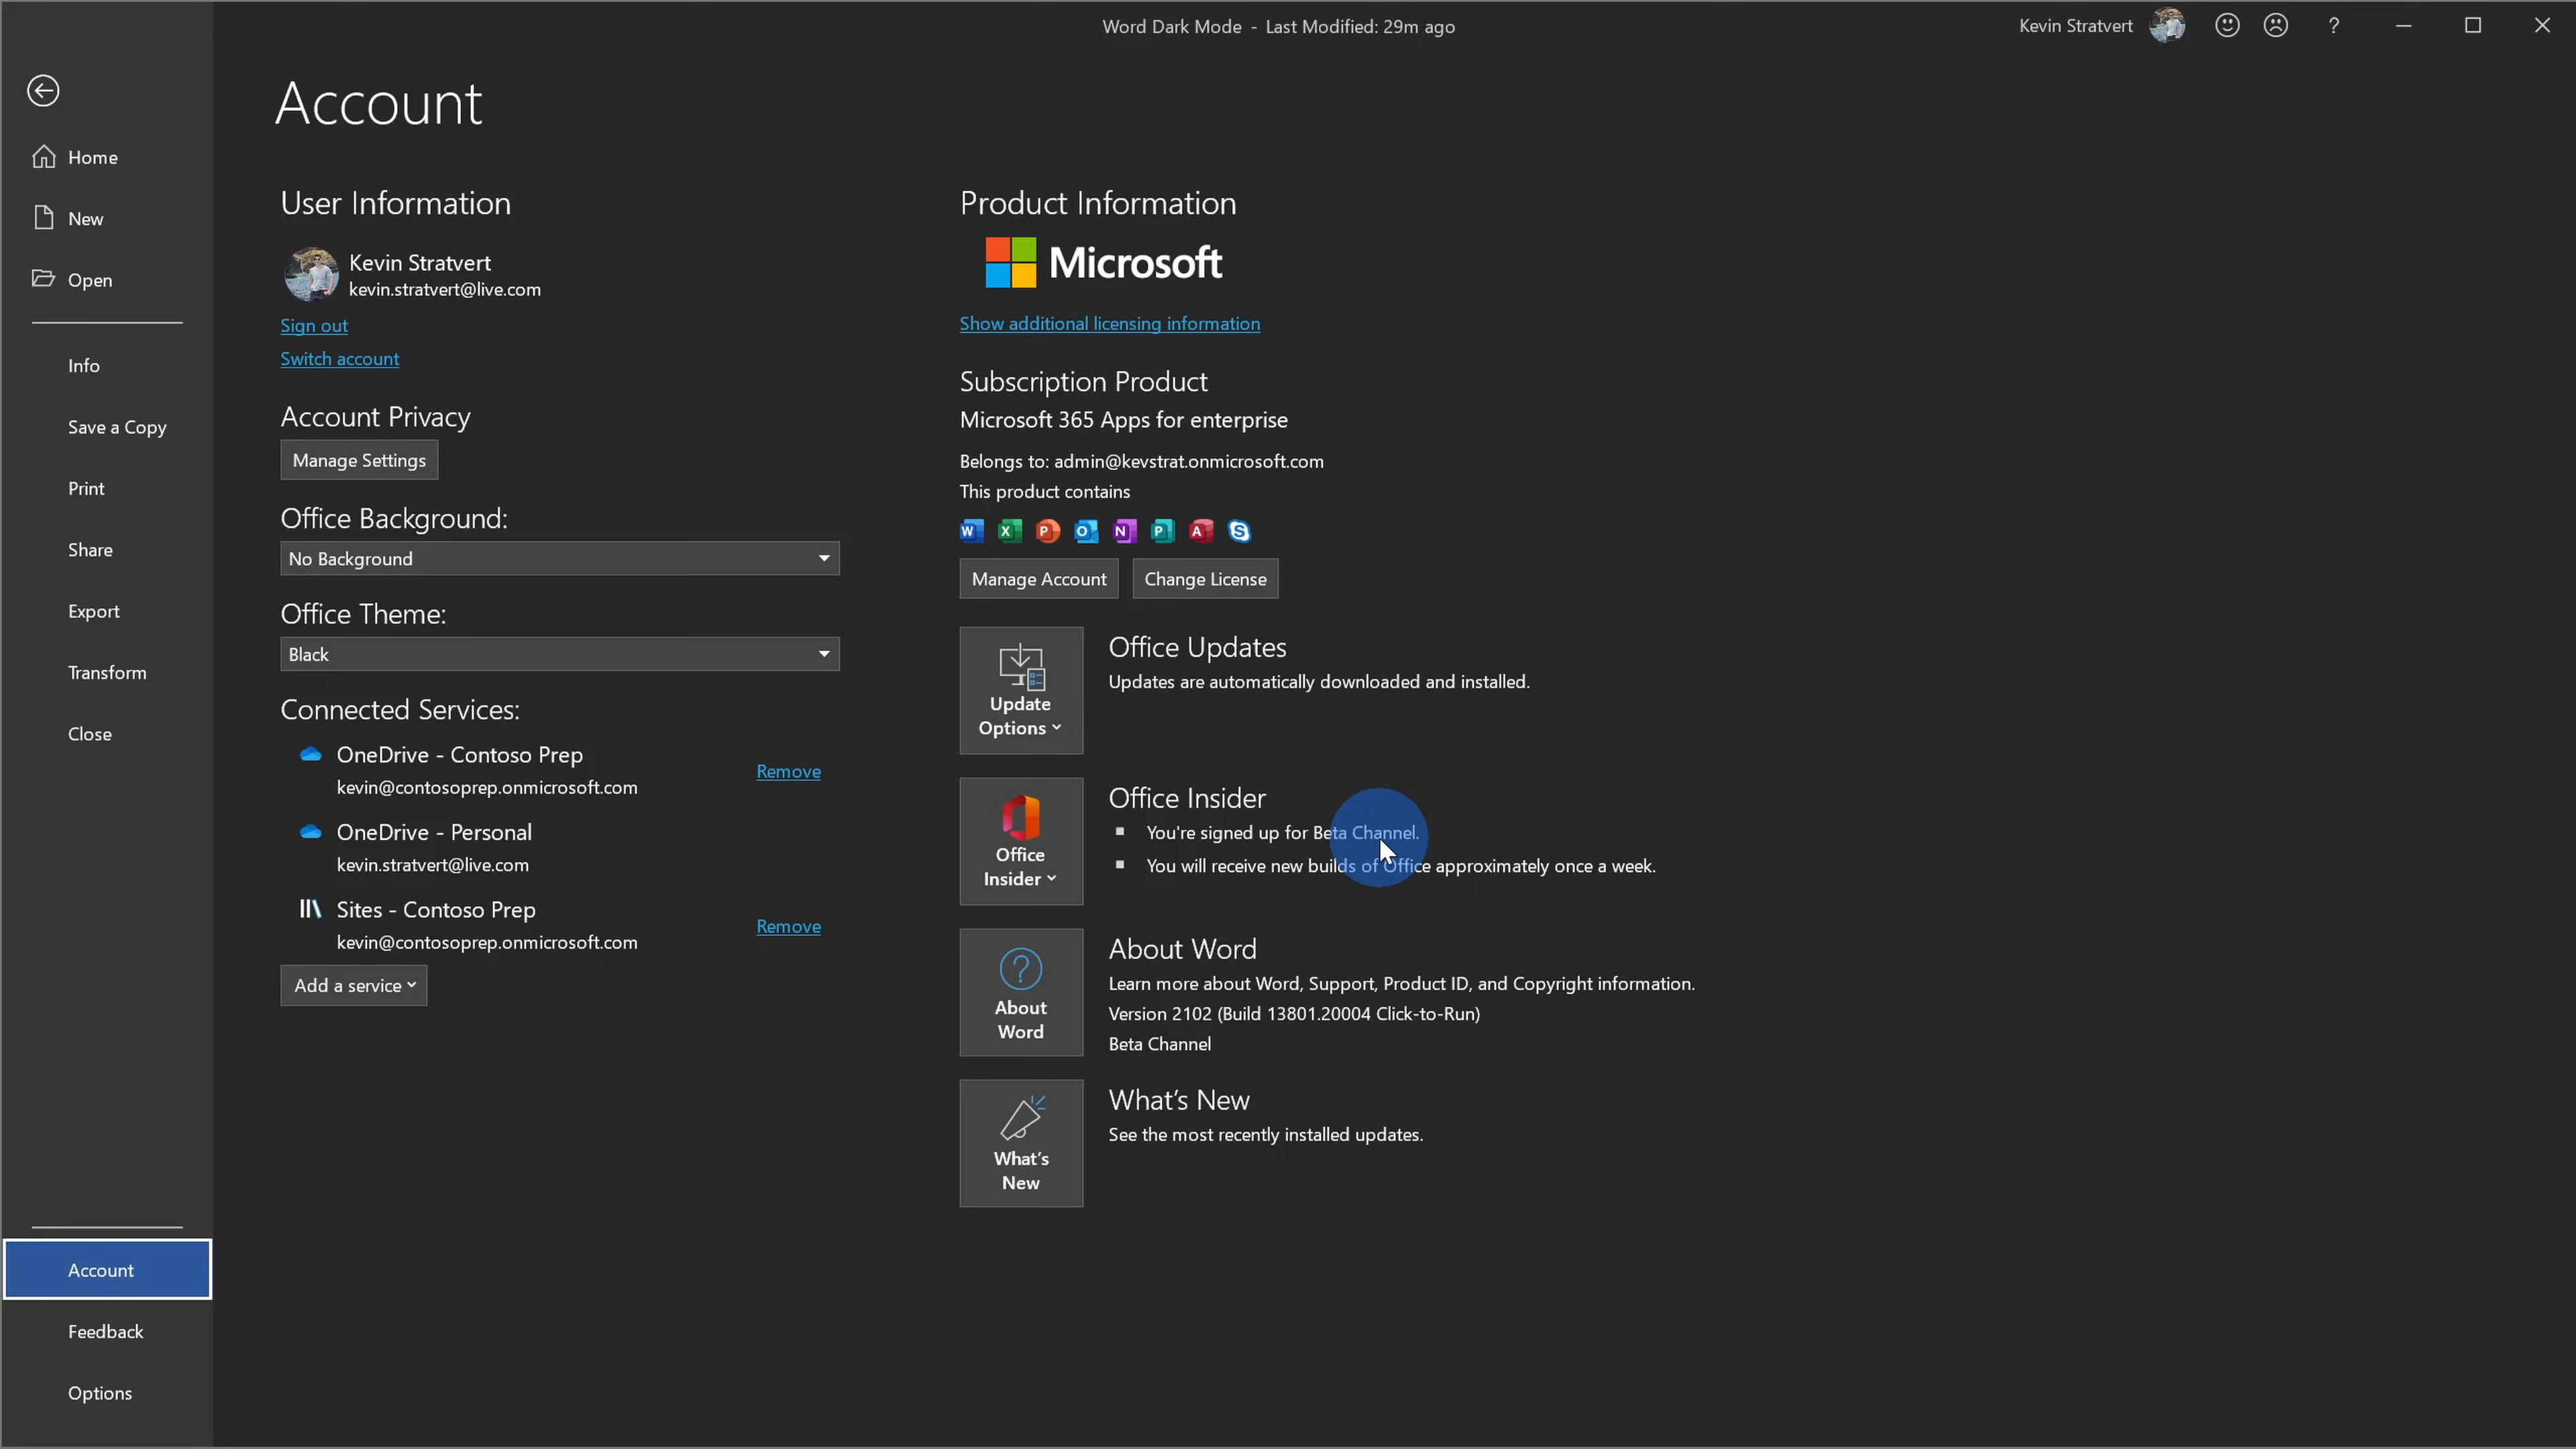 Word Dark Mode - Last Modified: 29m ago
Kevin Stratvert
?
Home
New
Open
Info
Save a Copy
Print
Share
Export
Transform
Close
Account
Feedback
Options
Account
User Information
Kevin Stratvert
kevin.stratvert@live.com
Sign out
Switch account
Account Privacy
Manage Settings
Office Background:
No Background
Office Theme:
Black
Connected Services:
OneDrive - Contoso Prep
kevin@contosoprep.onmicrosoft.com
Remove
OneDrive - Personal
kevin.stratvert@live.com
Sites - Contoso Prep
kevin@contosoprep.onmicrosoft.com
Remove
Add a service
Product Information
Microsoft
Show additional licensing information
Subscription Product
Microsoft 365 Apps for enterprise
Belongs to: admin@kevstrat.onmicrosoft.com
This product contains
W X P O N P A S
Manage Account
Change License
Update
Options
Office Updates
Updates are automatically downloaded and installed.
Office
Insider
Office Insider
You're signed up for Beta Channel.
You will receive new builds of Office approximately once a week.
About
Word
About Word
Learn more about Word, Support, Product ID, and Copyright information.
Version 2102 (Build 13801.20004 Click-to-Run)
Beta Channel
What's
New
What's New
See the most recently installed updates.